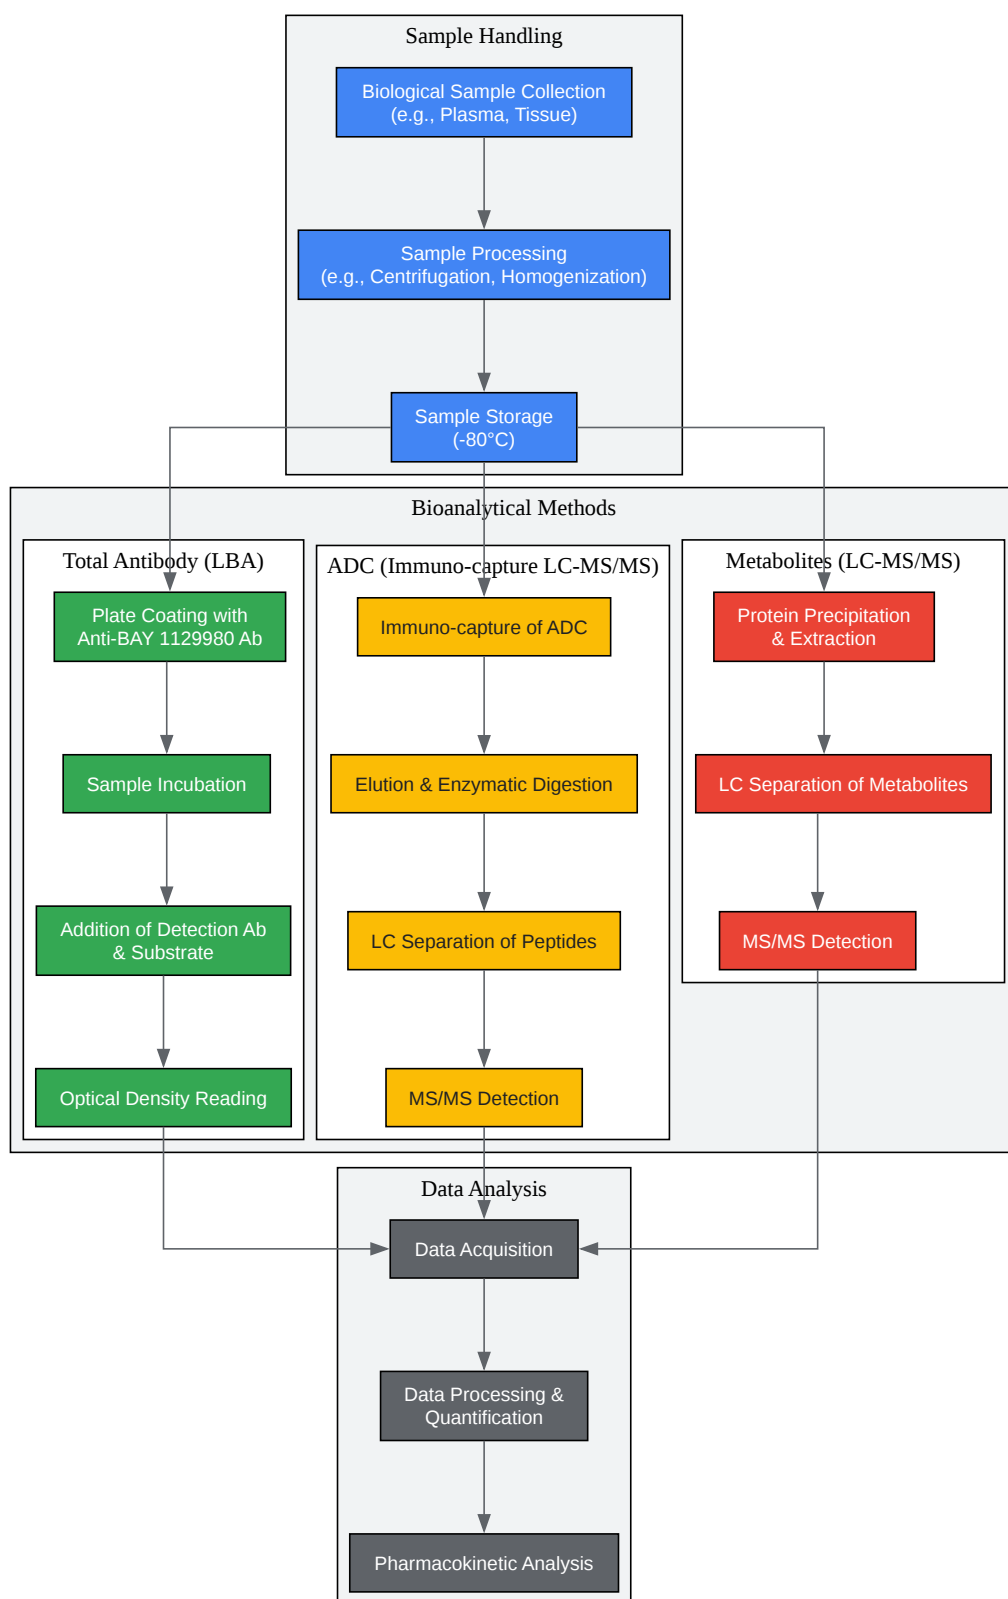 Sample Handling
Biological Sample Collection
(e.g., Plasma, Tissue)
Sample Processing
(e.g., Centrifugation, Homogenization)
Sample Storage
(-80°C)
Bioanalytical Methods
Total Antibody (LBA)
Plate Coating with
Anti-BAY 1129980 Ab
Sample Incubation
Addition of Detection Ab
& Substrate
Optical Density Reading
ADC (Immuno-capture LC-MS/MS)
Immuno-capture of ADC
Elution & Enzymatic Digestion
LC Separation of Peptides
MS/MS Detection
Metabolites (LC-MS/MS)
Protein Precipitation
& Extraction
LC Separation of Metabolites
MS/MS Detection
Data Analysis
Data Acquisition
Data Processing &
Quantification
Pharmacokinetic Analysis